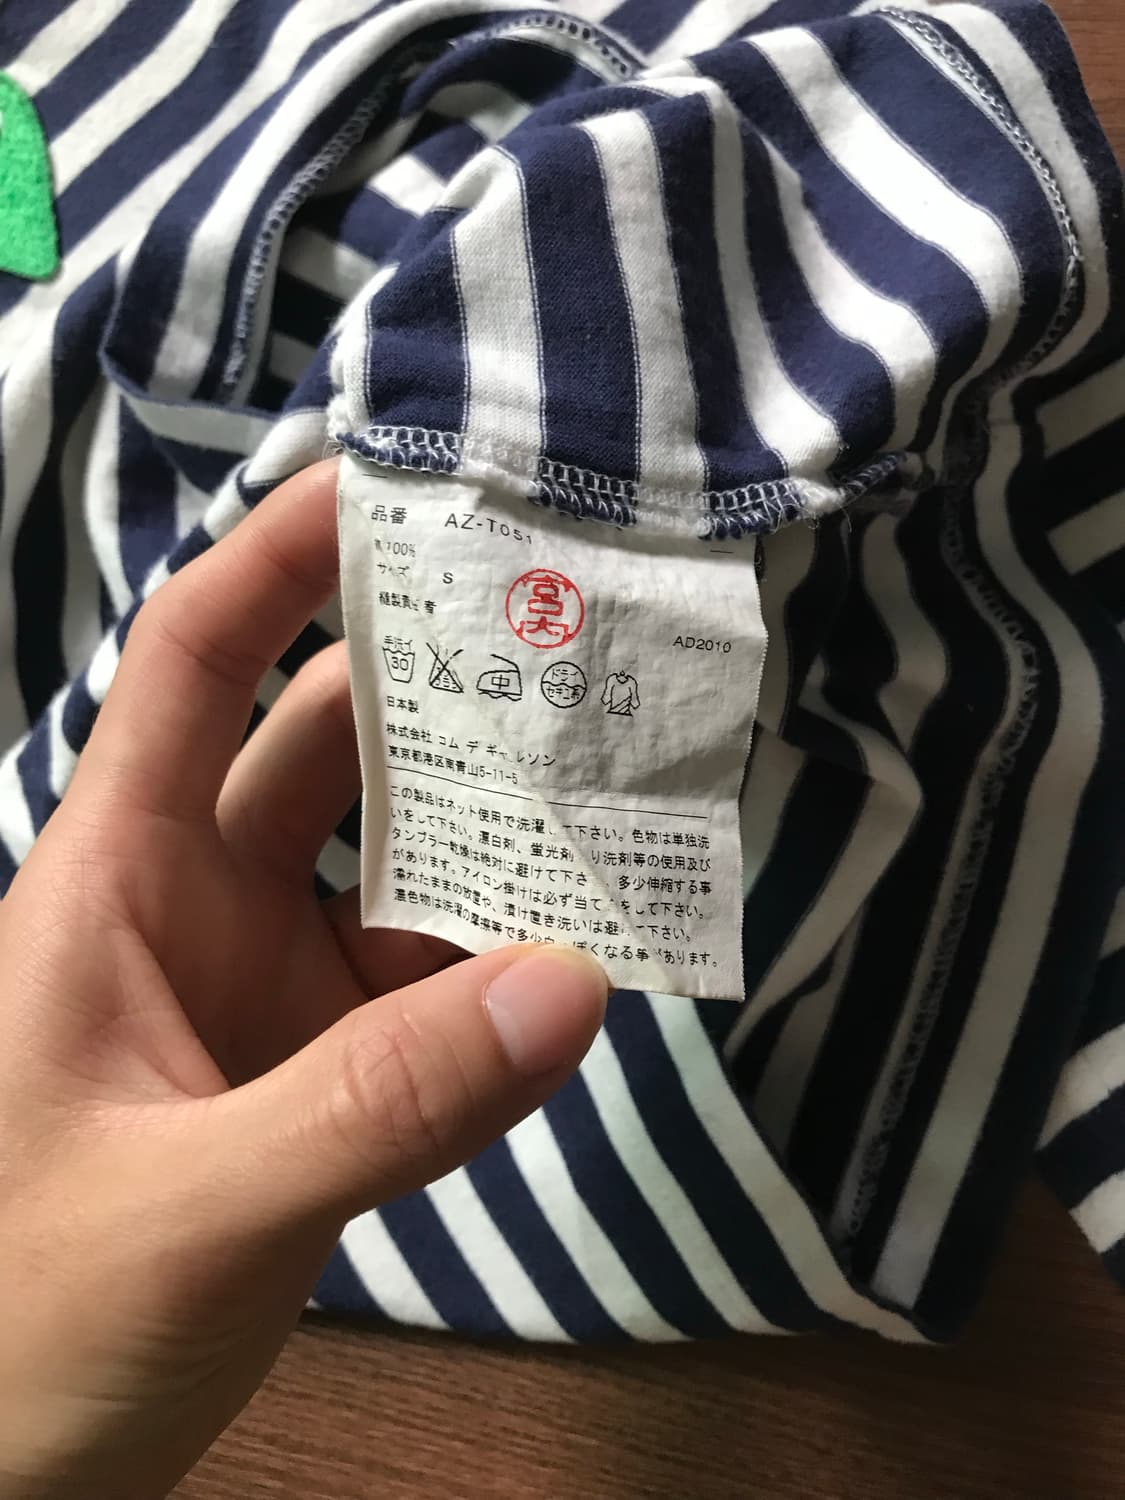 品番 AZ-T051
綿 100%
サイズ S
縫製責任者
宮内
AD2010
手洗イ
30
中
ドライ
セキユ系
日本製
株式会社 コム デ ギャルソン
東京都港区南青山5-11-5
この製品はネット使用で洗濯して下さい。色物は単独洗
いをして下さい。漂白剤、蛍光剤入り洗剤等の使用及び
タンブラー乾燥は絶対に避けて下さい。多少伸縮する事
があります。アイロン掛けは必ず当て布をして下さい。
濡れたままの放置や、漬け置き洗いは避けて下さい。
濃色物は洗濯の摩擦等で多少白っぽくなる事があります。